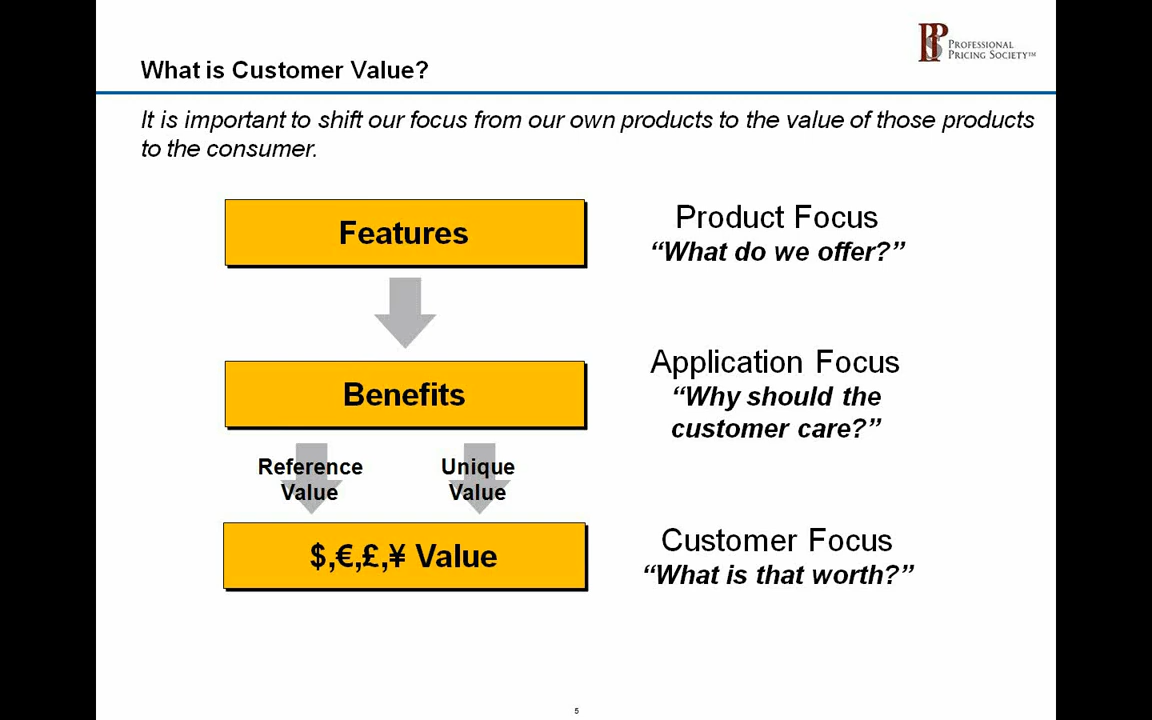 PROFESSIONAL
PRICING SOCIETY™
What is Customer Value?
It is important to shift our focus from our own products to the value of those products
to the consumer.
Features
Product Focus
“What do we offer?”
Benefits
Application Focus
“Why should the
customer care?”
Reference
Value
Unique
Value
$,€,£,¥ Value
Customer Focus
“What is that worth?”
5